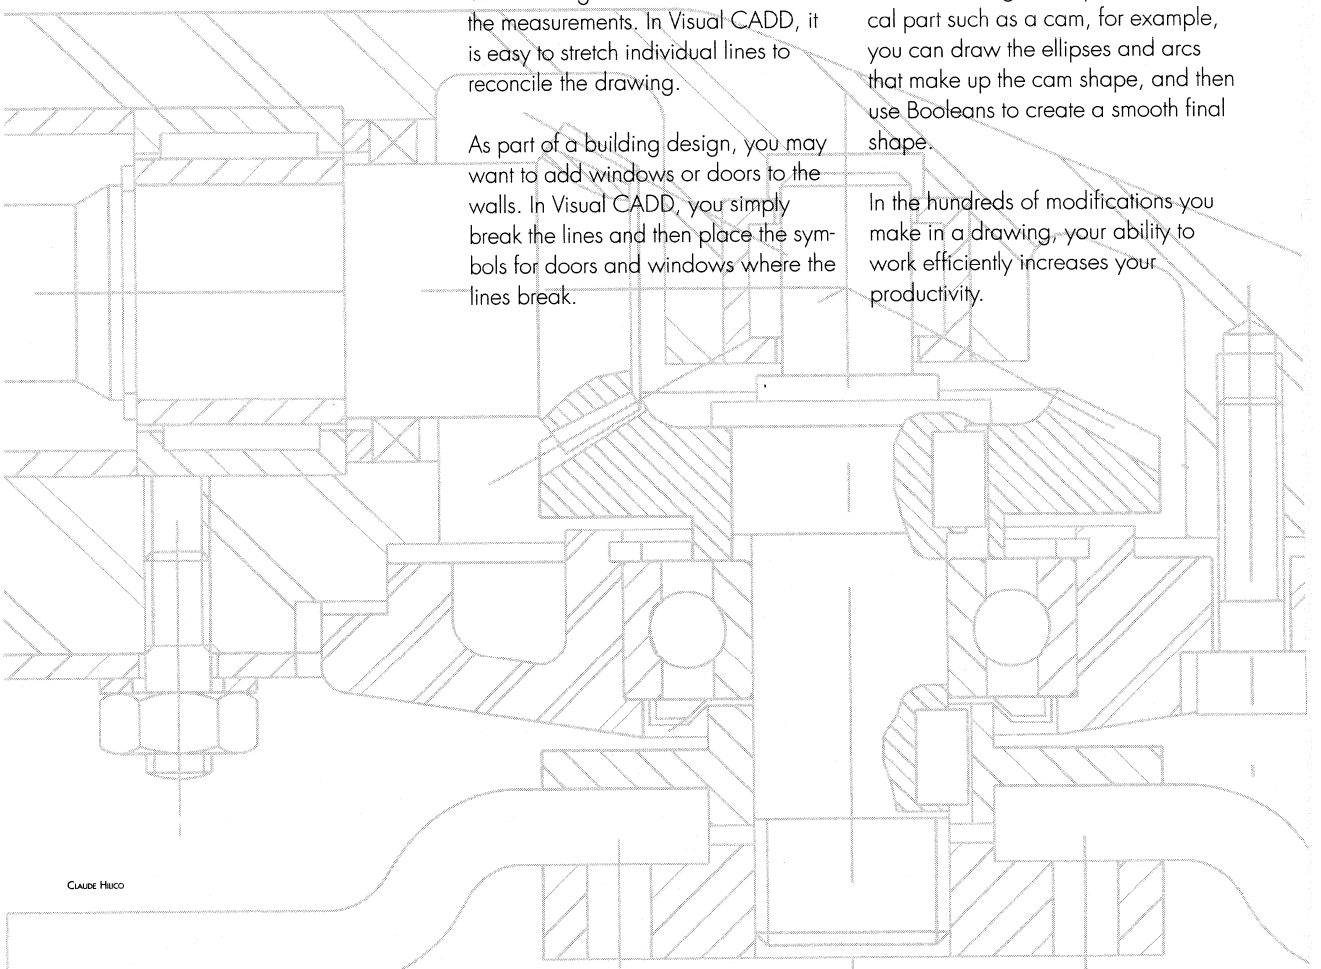 the measurements. In Visual CADD, it
is easy to stretch individual lines to
reconcile the drawing.
As part of a building design, you may
want to add windows or doors to the
walls. In Visual CADD, you simply
break the lines and then place the sym-
bols for doors and windows where the
lines break.
cal part such as a cam, for example,
you can draw the ellipses and arcs
that make up the cam shape, and then
use Booleans to create a smooth final
shape.
In the hundreds of modifications you
make in a drawing, your ability to
work efficiently increases your
productivity.
CLAUDE